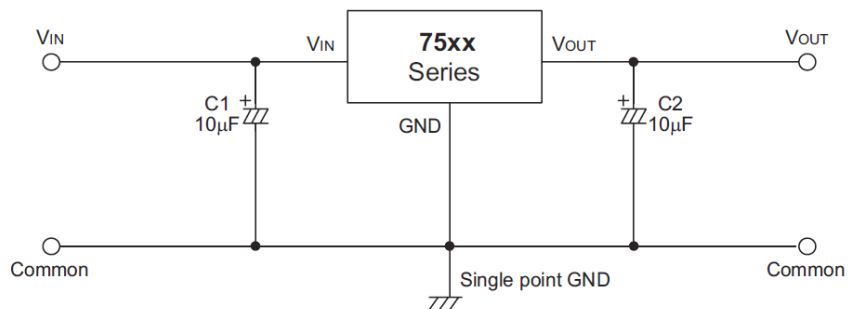 VIN
VIN
75xx
Series
VOUT
VOUT
C1
10μF
+
GND
+
C2
10μF
Common
Single point GND
Common